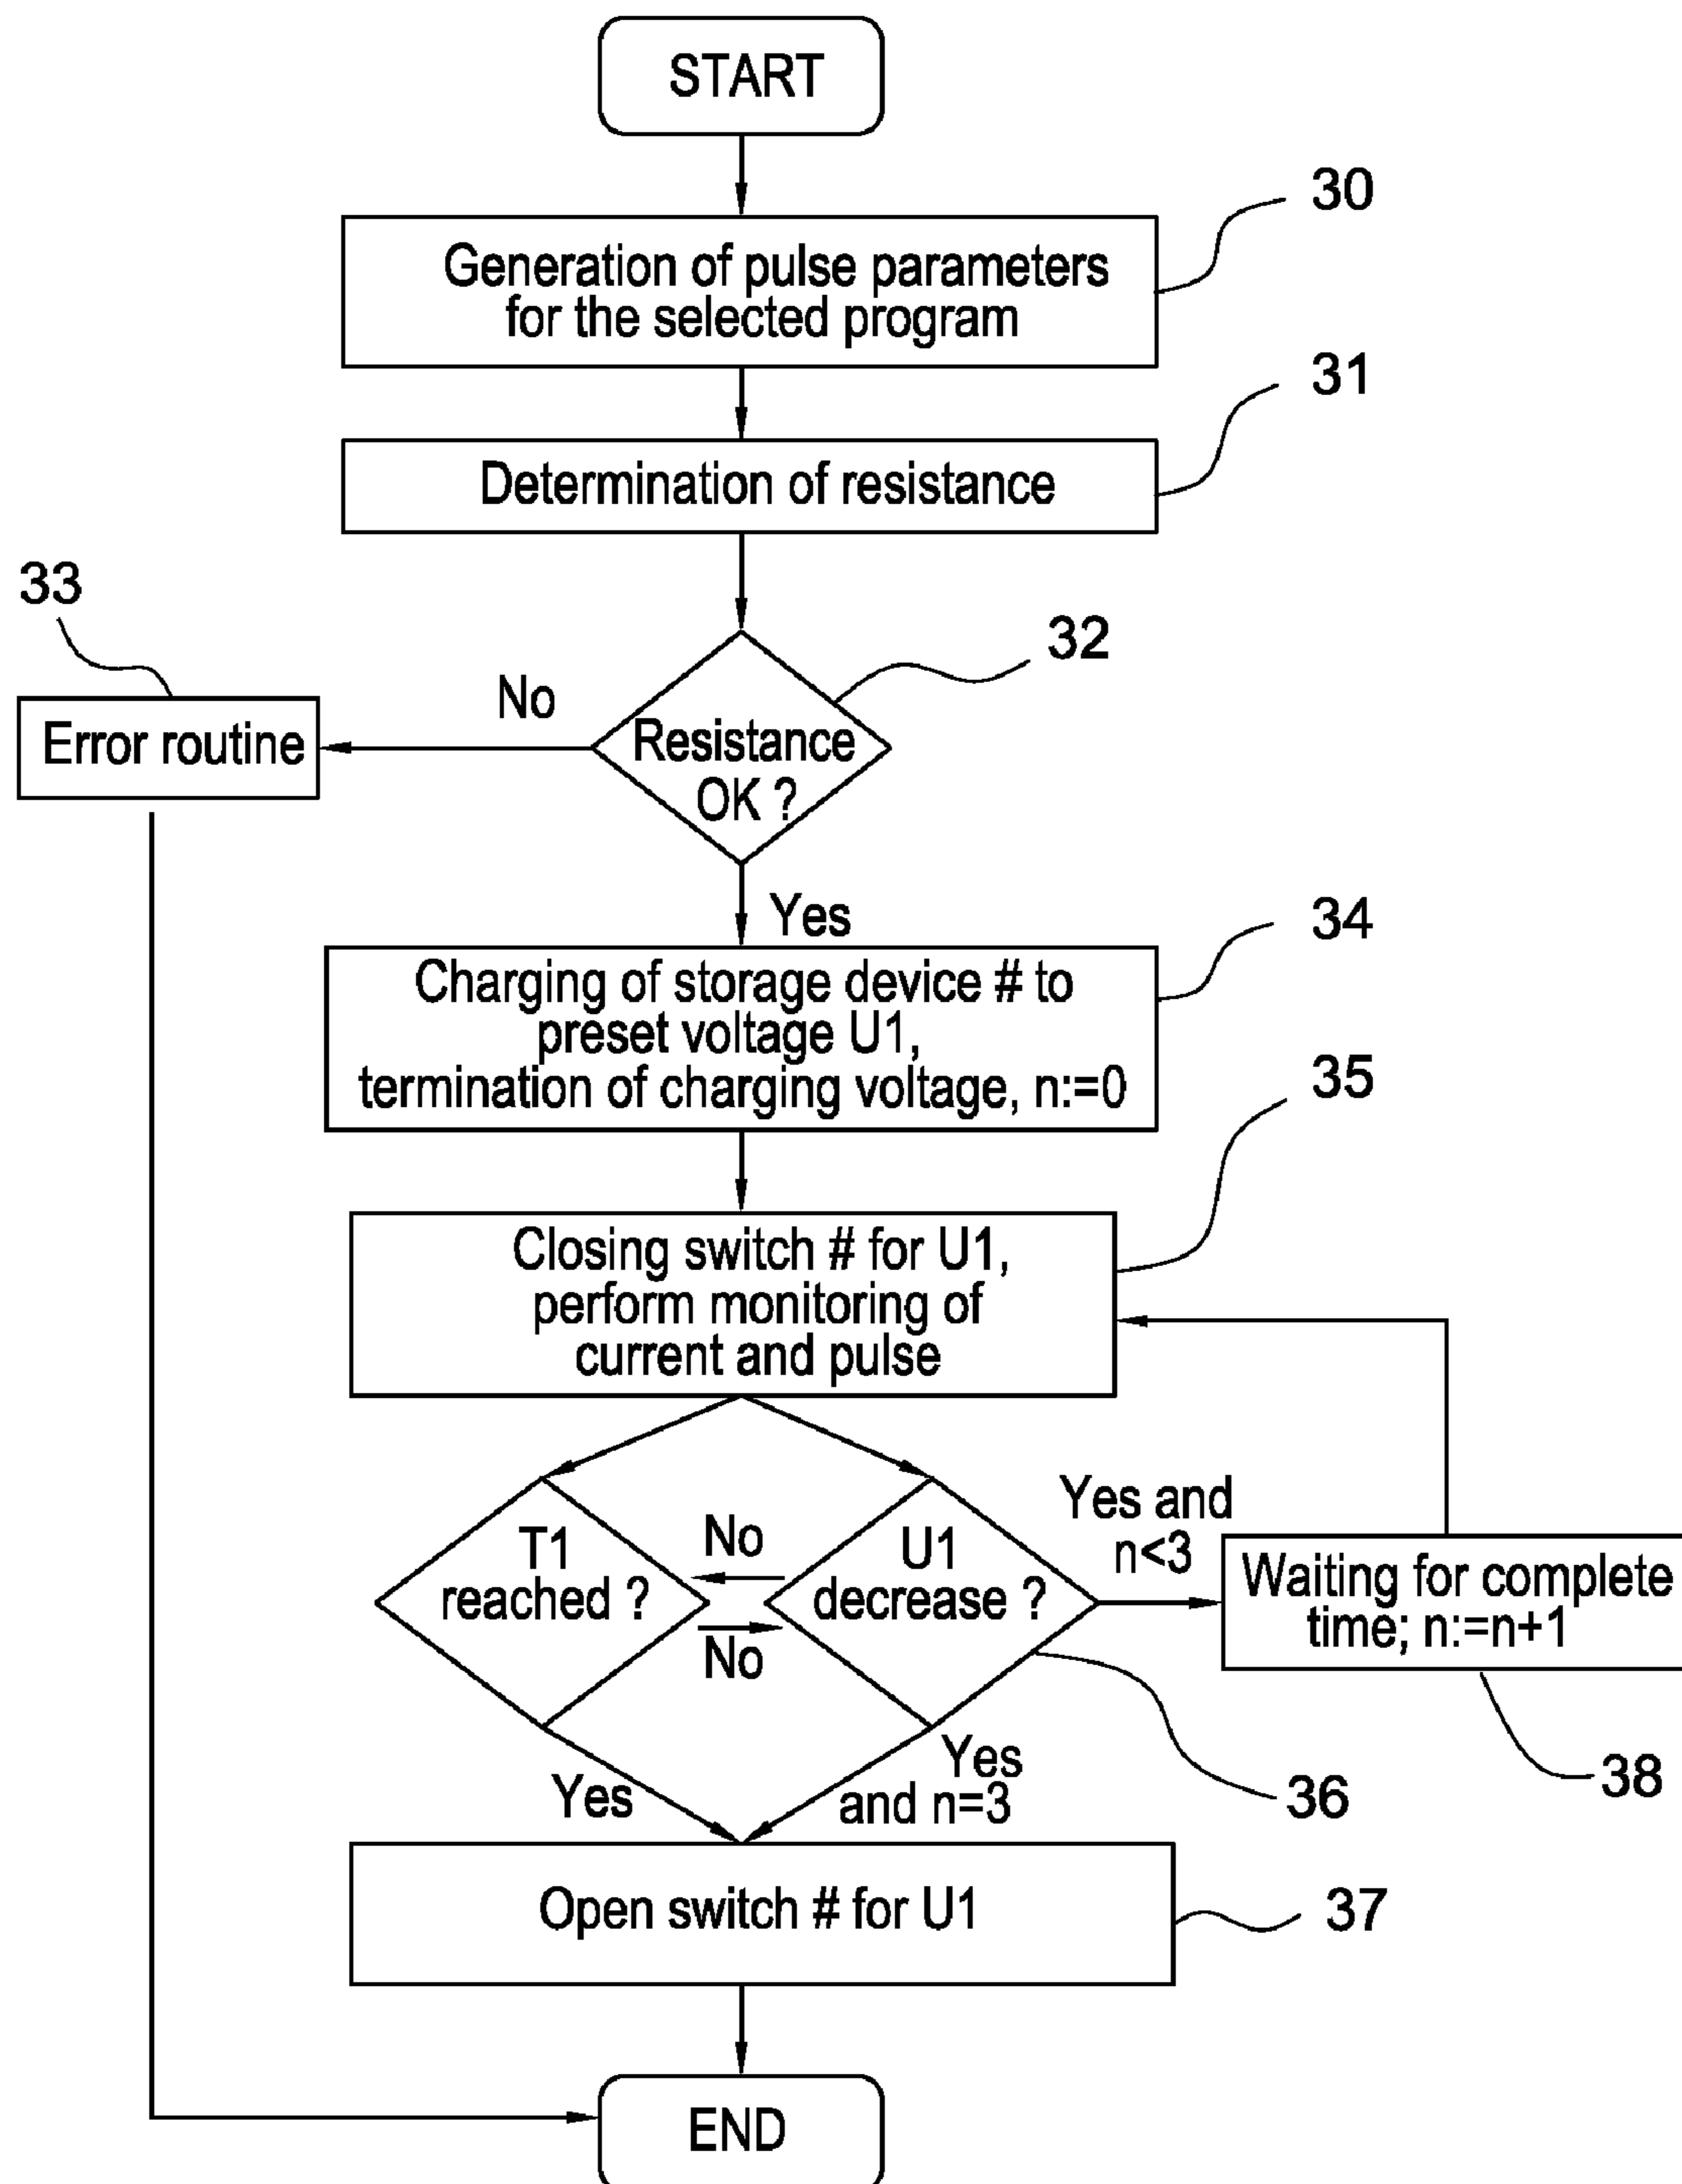 START
30
Generation of pulse parameters
for the selected program
31
Determination of resistance
33
32
No
Error routine
Resistance
OK ?
Yes
34
Charging of storage device # to
preset voltage U1,
termination of charging voltage, n:=0
35
Closing switch # for U1,
perform monitoring of
current and pulse
T1
reached ?
No
No
U1
decrease ?
Yes and
n<3
Waiting for complete
time; n:=n+1
Yes
Yes
and n=3
36
38
Open switch # for U1
37
END